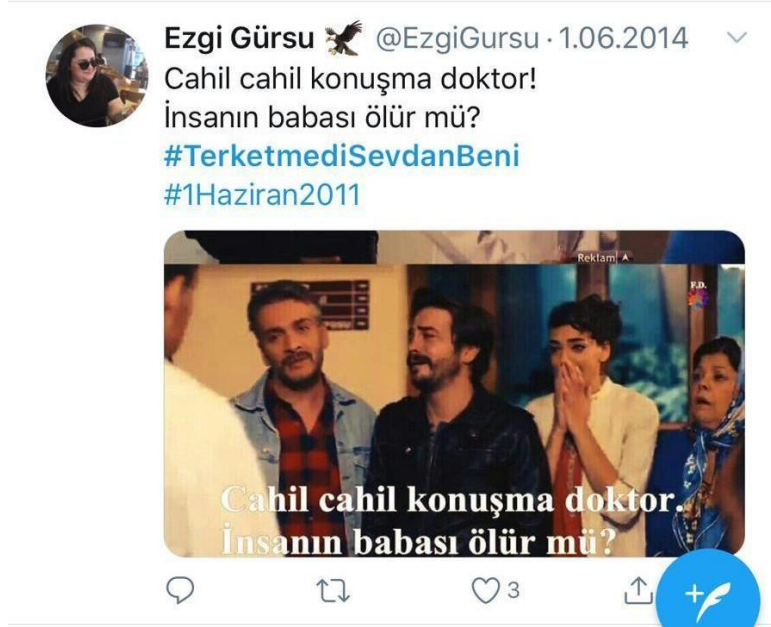 Ezgi Gürsu @EzgiGursu · 1.06.2014
Cahil cahil konuşma doktor!
İnsanın babası ölür mü?
#TerketmediSevdanBeni
#1Haziran2011
Reklam
F.D.
Cahil cahil konuşma doktor.
İnsanın babası ölür mü?
3